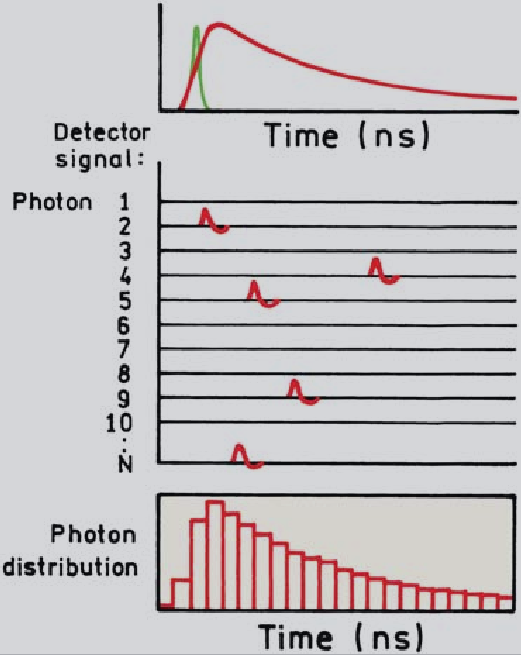 Time (ns)
Detector
signal:
Photon 1
2
3
4
5
6
7
8
9
10
.
Ṅ
Photon
distribution
Time (ns)